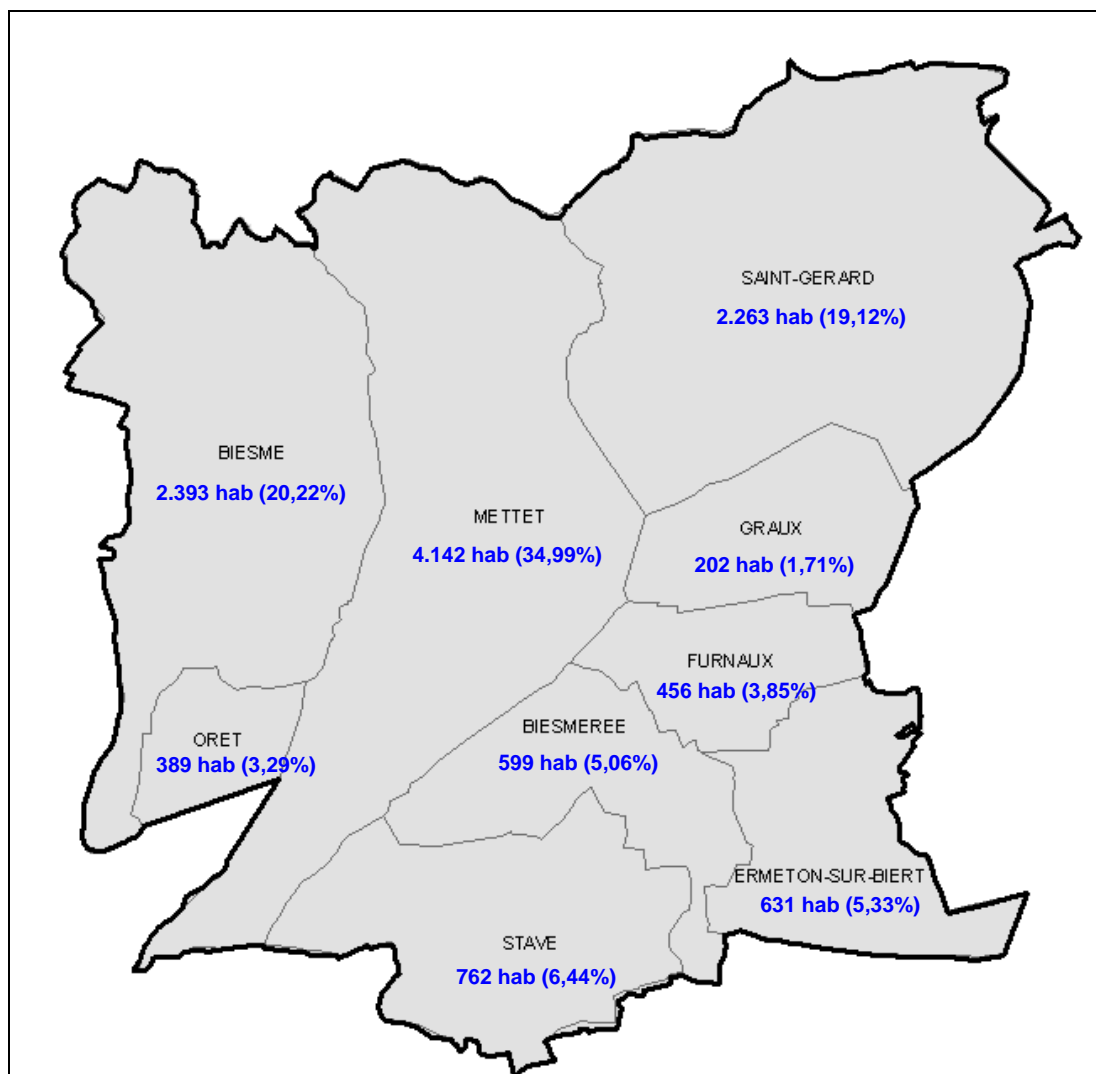 SAINT-GERARD
2.263 hab (19,12%)
BIESME
2.393 hab (20,22%)
METTET
4.142 hab (34,99%)
GRAUX
202 hab (1,71%)
FURNAUX
456 hab (3,85%)
BIESMEREE
599 hab (5,06%)
ORET
389 hab (3,29%)
ERMETON-SUR-BIERT
631 hab (5,33%)
STAVE
762 hab (6,44%)